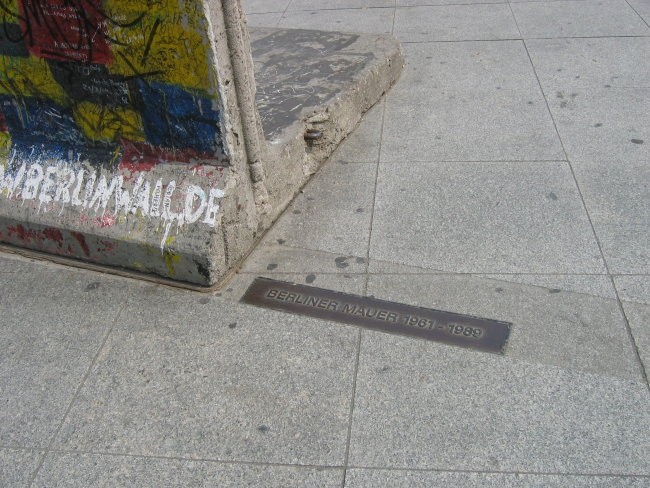 W.BERLINWALL.DE
BERLINER MAUER 1961 - 1989